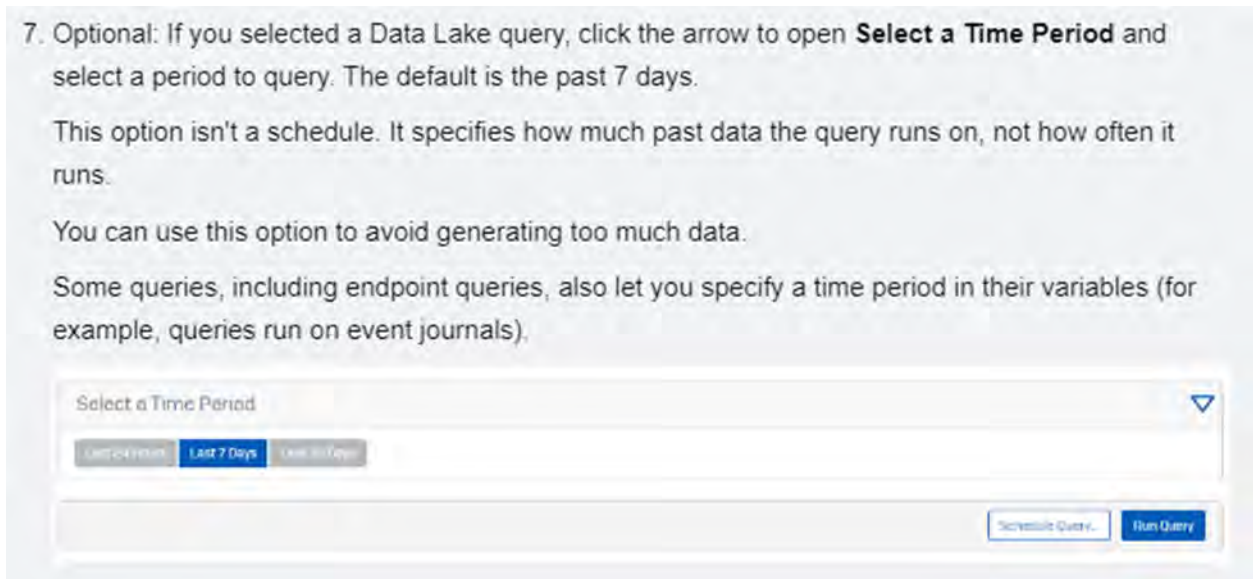 7. Optional: If you selected a Data Lake query, click the arrow to open Select a Time Period and
select a period to query. The default is the past 7 days.
This option isn't a schedule. It specifies how much past data the query runs on, not how often it
runs.
You can use this option to avoid generating too much data.
Some queries, including endpoint queries, also let you specify a time period in their variables (for
example, queries run on event journals).
Select a Time Period
Last 7 Days
Schedule Query...
Run Query